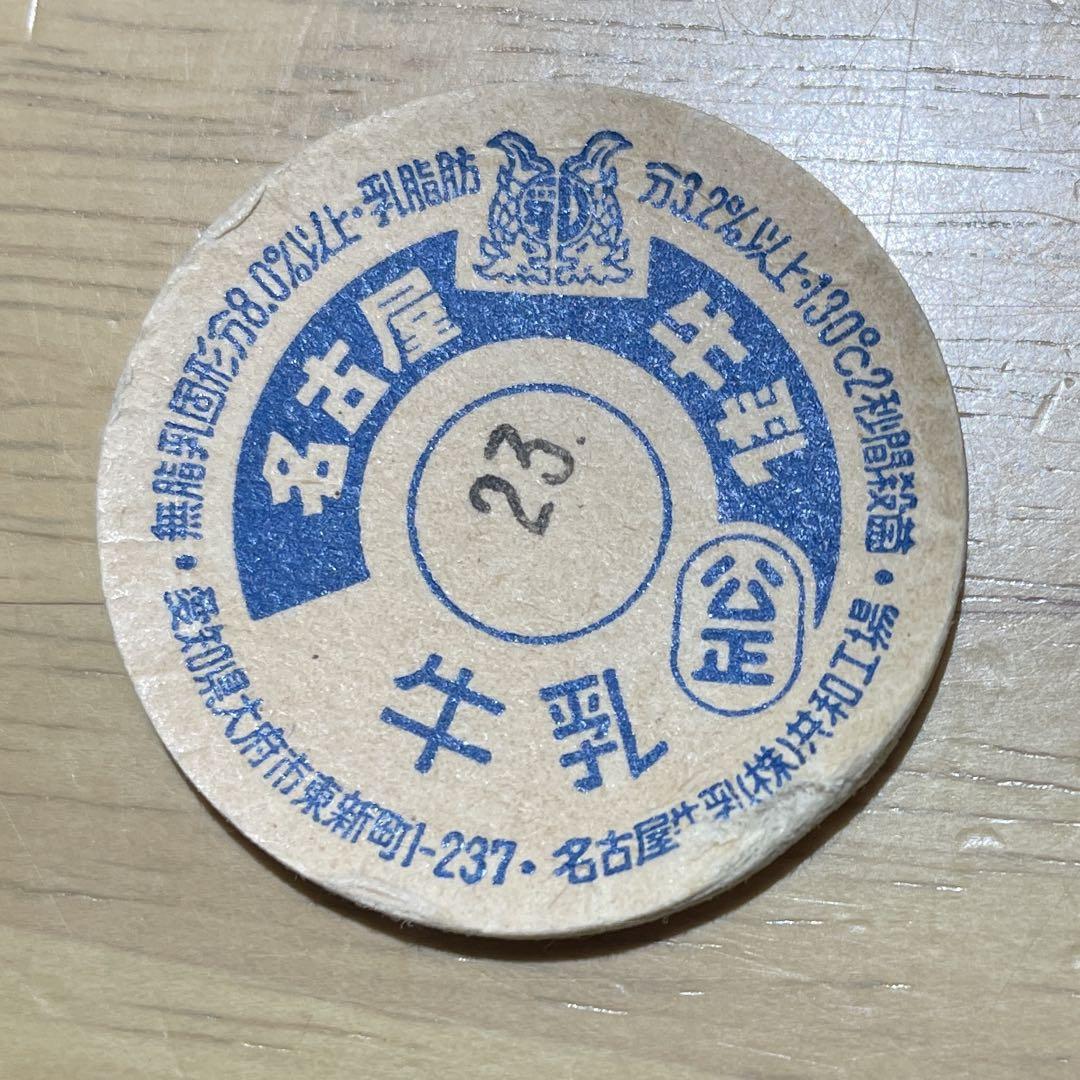 名古屋 牛乳
23.
公正
牛乳
無脂乳固形分8.0%以上・乳脂肪分3.2%以上・130℃2秒間殺菌・
愛知県大府市東新町1-237・名古屋牛乳(株)共和工場